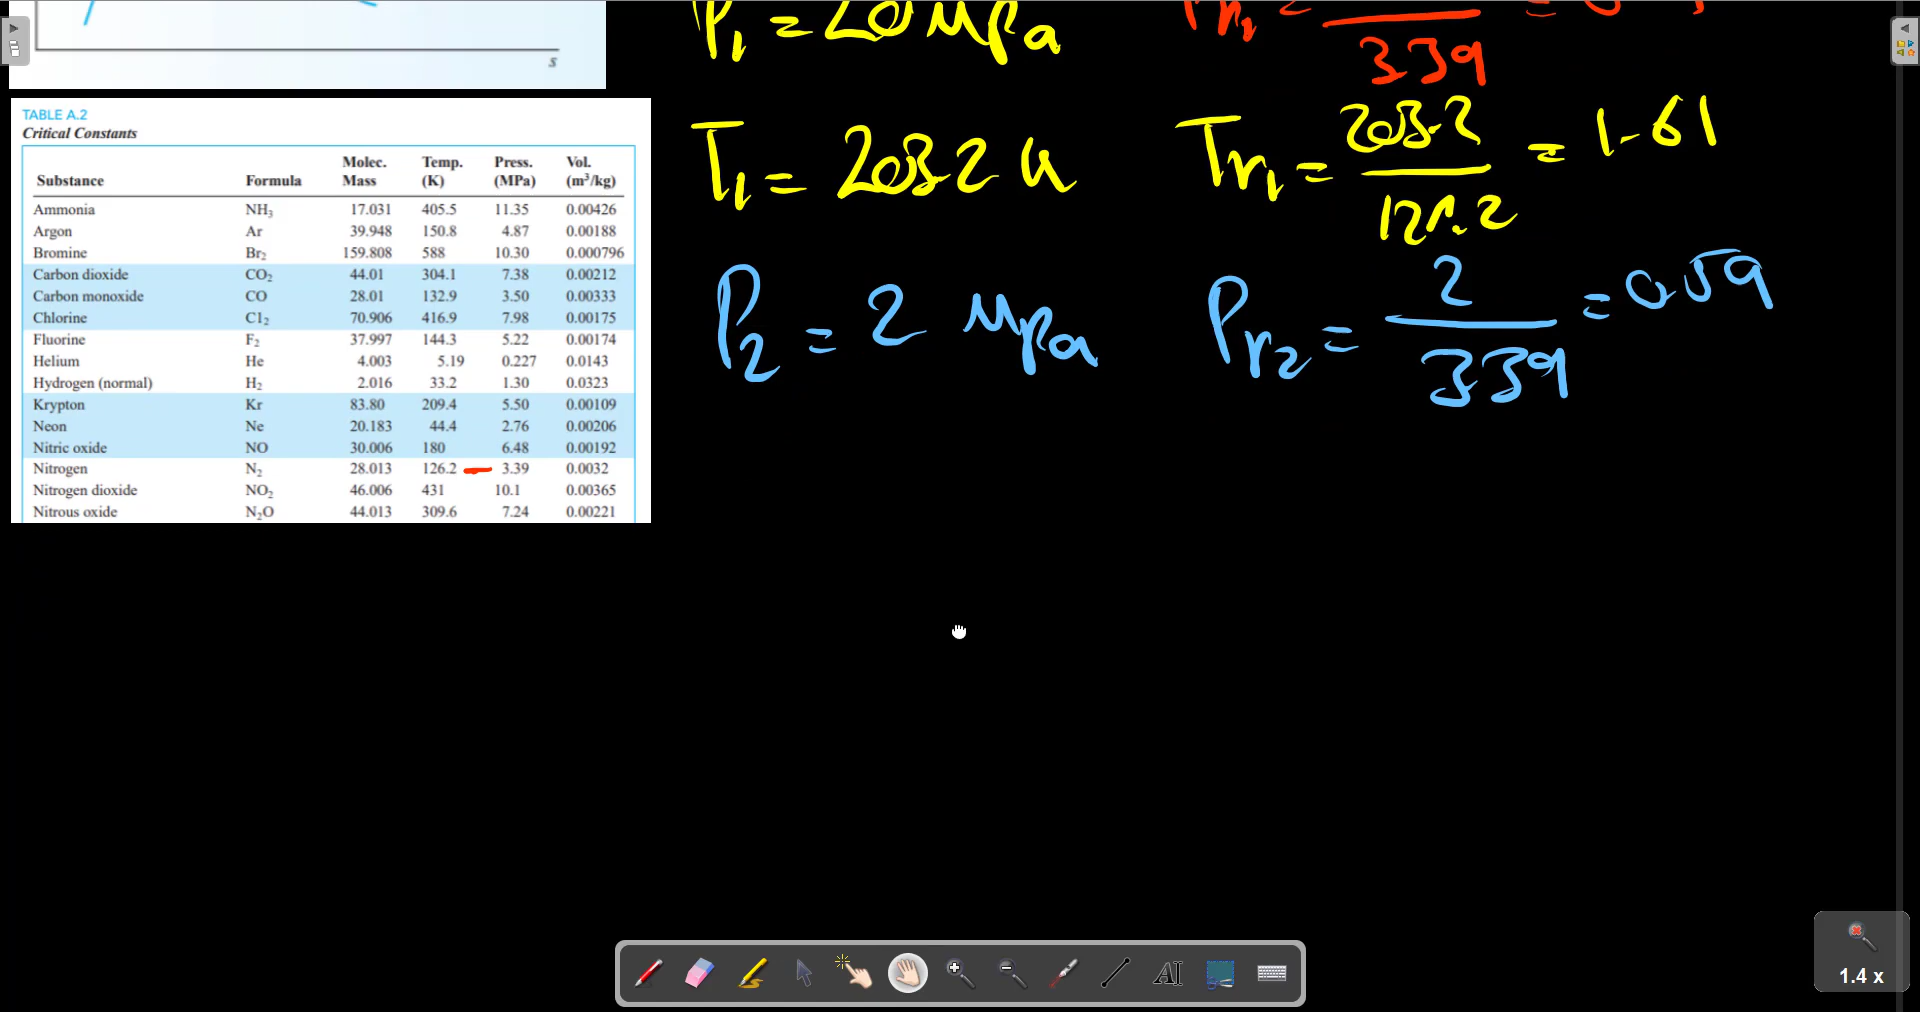 s
P₁ = 20 MPa
339
TABLE A.2
Critical Constants
Substance Formula Molec. Mass Temp. (K) Press. (MPa) Vol. (m³/kg)
Ammonia NH₃ 17.031 405.5 11.35 0.00426
Argon Ar 39.948 150.8 4.87 0.00188
Bromine Br₂ 159.808 588 10.30 0.000796
Carbon dioxide CO₂ 44.01 304.1 7.38 0.00212
Carbon monoxide CO 28.01 132.9 3.50 0.00333
Chlorine Cl₂ 70.906 416.9 7.98 0.00175
Fluorine F₂ 37.997 144.3 5.22 0.00174
Helium He 4.003 5.19 0.227 0.0143
Hydrogen (normal) H₂ 2.016 33.2 1.30 0.0323
Krypton Kr 83.80 209.4 5.50 0.00109
Neon Ne 20.183 44.4 2.76 0.00206
Nitric oxide NO 30.006 180 6.48 0.00192
Nitrogen N₂ 28.013 126.2 3.39 0.0032
Nitrogen dioxide NO₂ 46.006 431 10.1 0.00365
Nitrous oxide N₂O 44.013 309.6 7.24 0.00221
T₁ = 203.2 K
Tr₁ = 203.2 / 126.2 = 1.61
P₂ = 2 MPa
Pr₂ = 2 / 339 = 0.59
AI
1.4 x